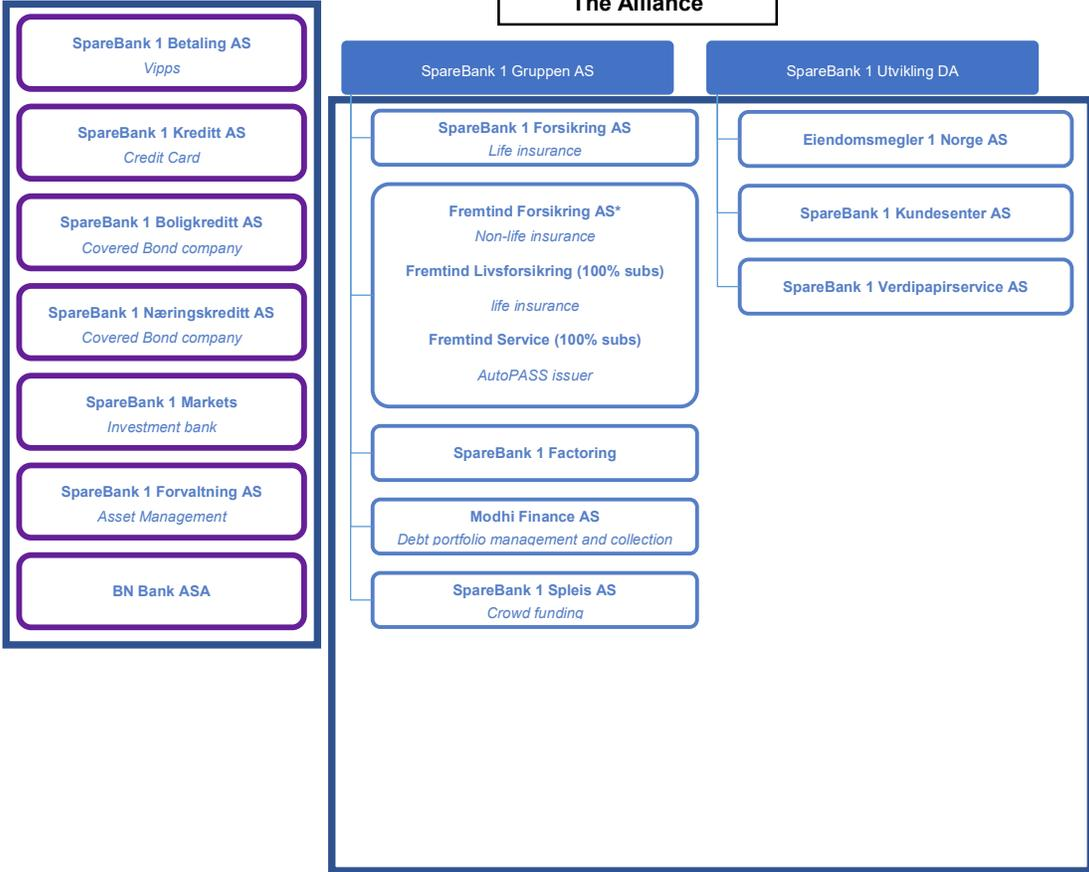 The Alliance
SpareBank 1 Betaling AS
Vipps
SpareBank 1 Kreditt AS
Credit Card
SpareBank 1 Boligkreditt AS
Covered Bond company
SpareBank 1 Næringskreditt AS
Covered Bond company
SpareBank 1 Markets
Investment bank
SpareBank 1 Forvaltning AS
Asset Management
BN Bank ASA
SpareBank 1 Gruppen AS
SpareBank 1 Forsikring AS
Life insurance
Fremtind Forsikring AS*
Non-life insurance
Fremtind Livsforsikring (100% subs)
life insurance
Fremtind Service (100% subs)
AutoPASS issuer
SpareBank 1 Factoring
Modhi Finance AS
Debt portfolio management and collection
SpareBank 1 Spleis AS
Crowd funding
SpareBank 1 Utvikling DA
Eiendomsmegler 1 Norge AS
SpareBank 1 Kundesenter AS
SpareBank 1 Verdipapirservice AS